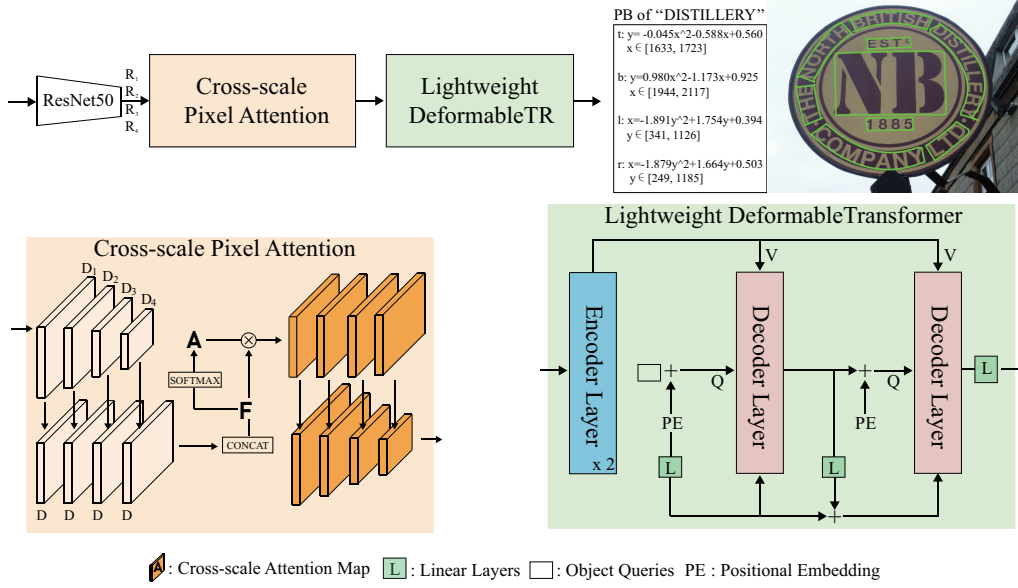 PB of "DISTILLERY"
t: y= -0.045x^2-0.588x+0.560
x∈[1633, 1723]
b: y=0.980x^2-1.173x+0.925
x∈[1944, 2117]
l: x=-1.891y^2+1.754y+0.394
y∈[341, 1126]
r: x=-1.879y^2+1.664y+0.503
y∈[249, 1185]
ResNet50
R₁
R₂
R₃
R₄
Cross-scale
Pixel Attention
Lightweight
DeformableTR
THE NORTH BRITISH DISTILLERY
COMPANY LTD.
ESTD
NB
1885
Cross-scale Pixel Attention
D₁
D₂
D₃
D₄
A
SOFTMAX
F
CONCAT
D D D D
Lightweight DeformableTransformer
V V
Encoder Layer
x 2
Decoder Layer
Decoder Layer
Q Q
PE PE
L
L
L
A : Cross-scale Attention Map L : Linear Layers : Object Queries PE : Positional Embedding